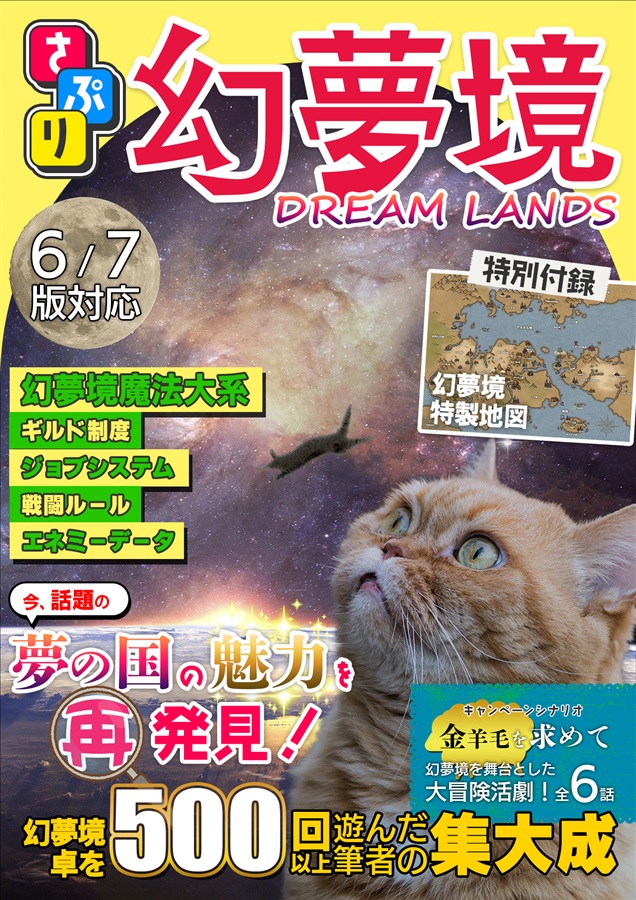 さぷり
幻夢境
DREAM LANDS
6/7
版対応
特別付録
幻夢境
特製地図
幻夢境魔法大系
ギルド制度
ジョブシステム
戦闘ルール
エネミーデータ
今、話題の
夢の国の魅力を
再発見!
キャンペーンシナリオ
金羊毛を求めて
幻夢境を舞台とした
大冒険活劇!全6話
幻夢境卓を500回以上遊んだ筆者の集大成